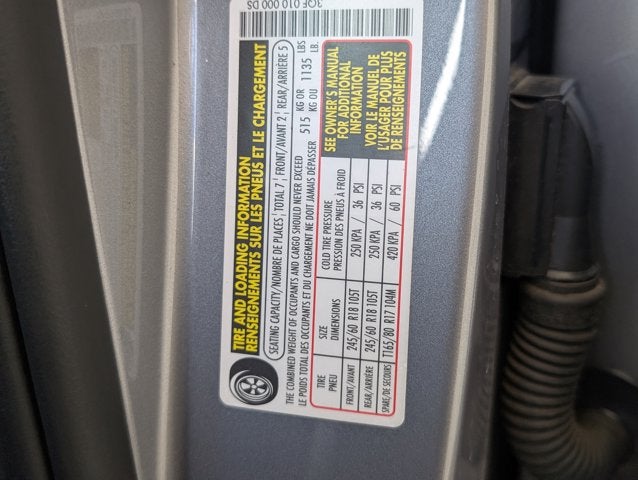 3QF 010 000 DS
TIRE AND LOADING INFORMATION
RENSEIGNEMENTS SUR LES PNEUS ET LE CHARGEMENT
SEATING CAPACITY/NOMBRE DE PLACES ¦ TOTAL 7 ¦ FRONT/AVANT 2 ¦ REAR/ARRIÈRE 5
THE COMBINED WEIGHT OF OCCUPANTS AND CARGO SHOULD NEVER EXCEED
LE POIDS TOTAL DES OCCUPANTS ET DU CHARGEMENT NE DOIT JAMAIS DÉPASSER
515 KG OR 1135 LBS
KG OU LB.
TIRE SIZE COLD TIRE PRESSURE
PNEU DIMENSIONS PRESSION DES PNEUS À FROID
FRONT/AVANT 245/60 R18 105T 250 KPA / 36 PSI
REAR/ARRIÈRE 245/60 R18 105T 250 KPA / 36 PSI
SPARE/DE SECOURS T165/80 R17 104M 420 KPA / 60 PSI
SEE OWNER'S MANUAL
FOR ADDITIONAL
INFORMATION
VOIR LE MANUEL DE
L'USAGER POUR PLUS
DE RENSEIGNEMENTS